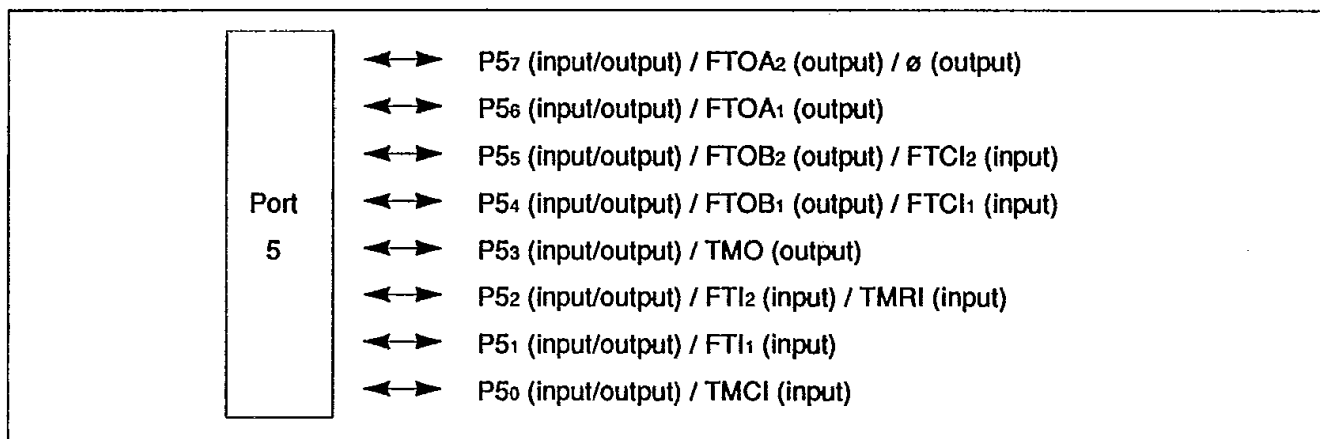 P5₇ (input/output) / FTOA₂ (output) / ø (output)
P5₆ (input/output) / FTOA₁ (output)
P5₅ (input/output) / FTOB₂ (output) / FTCI₂ (input)
Port
P5₄ (input/output) / FTOB₁ (output) / FTCI₁ (input)
5
P5₃ (input/output) / TMO (output)
P5₂ (input/output) / FTI₂ (input) / TMRI (input)
P5₁ (input/output) / FTI₁ (input)
P5₀ (input/output) / TMCI (input)